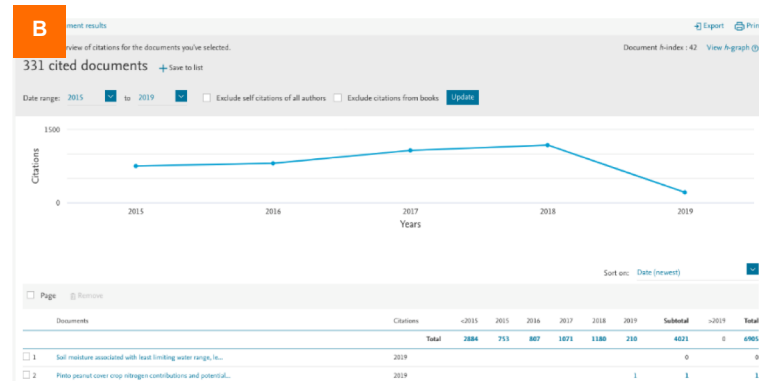 B
ment results
Export
Print
view of citations for the documents you've selected.
Document h-index : 42 View h-graph
331 cited documents + Save to list
Date range: 2015 to 2019 Exclude self citations of all authors Exclude citations from books Update
1500
Citations
0
2015 2016 2017 2018 2019
Years
Sort on: Date (newest)
Page Remove
Documents Citations <2015 2015 2016 2017 2018 2019 Subtotal >2019 Total
Total 2884 753 807 1071 1180 210 4021 0 6905
1 Soil moisture associated with least limiting water range, le... 2019 0 0
2 Pinto peanut cover crop nitrogen contributions and potential... 2019 1 1 1